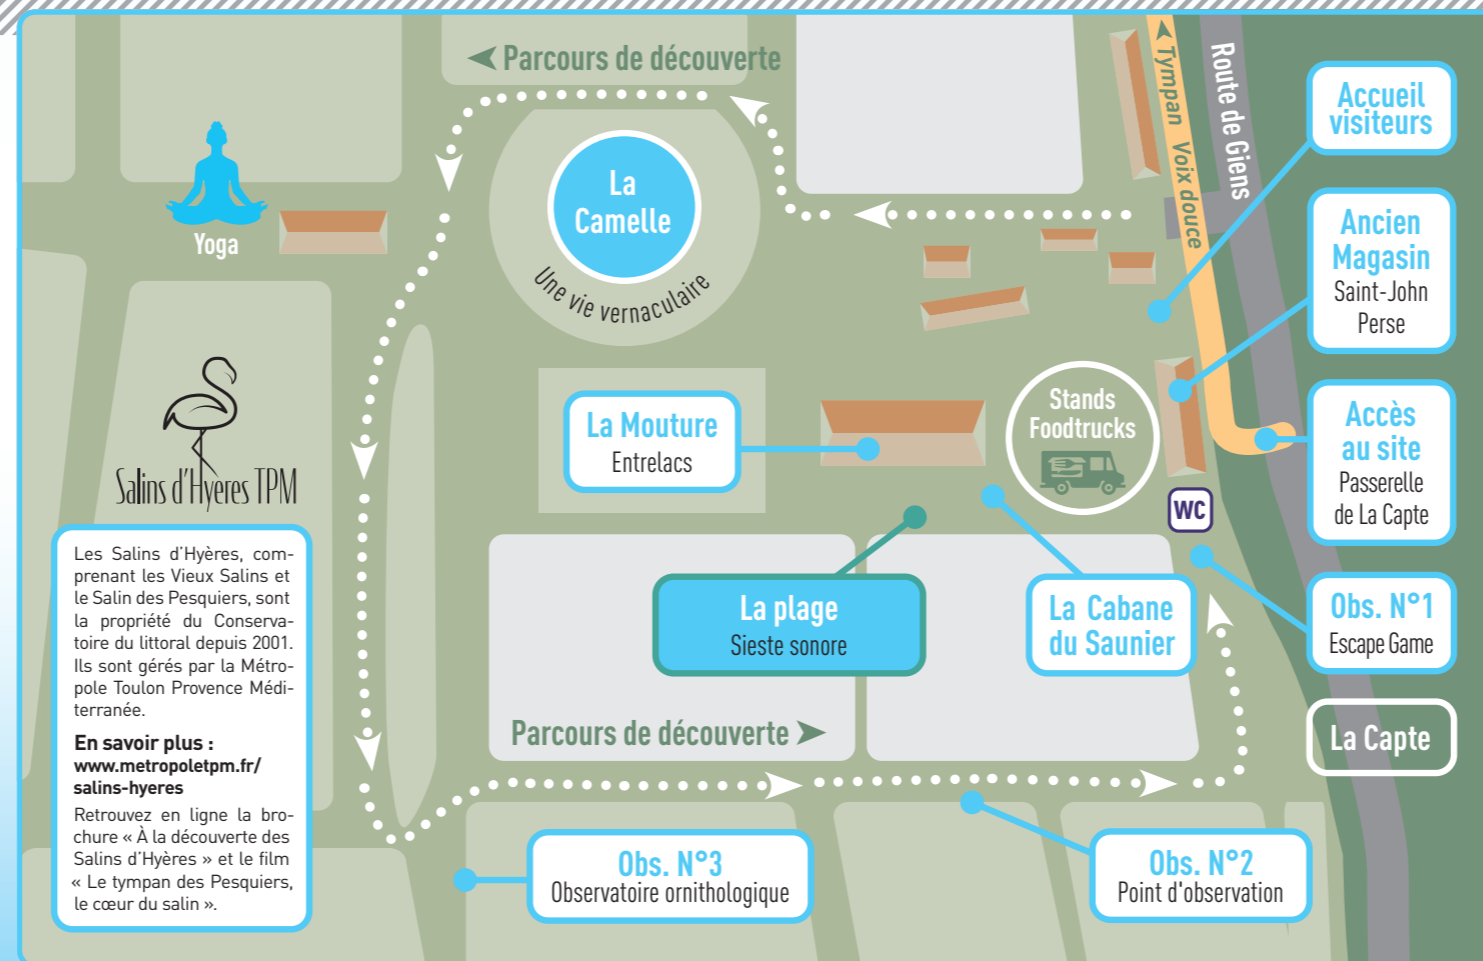 Parcours de découverte
Tympan Voix douce
Route de Giens
Accueil
visiteurs
Yoga
La
Camelle
Une vie vernaculaire
Ancien
Magasin
Saint-John
Perse
Salins d'Hyères TPM
La Mouture
Entrelacs
Stands
Foodtrucks
Accès
au site
Passerelle
de La Capte
WC
Les Salins d'Hyères, com-
prenant les Vieux Salins et
le Salin des Pesquiers, sont
la propriété du Conserva-
toire du littoral depuis 2001.
Ils sont gérés par la Métro-
pole Toulon Provence Médi-
terranée.
En savoir plus :
www.metropoletpm.fr/
salins-hyeres
Retrouvez en ligne la bro-
chure « À la découverte des
Salins d'Hyères » et le film
« Le tympan des Pesquiers,
le cœur du salin ».
La plage
Sieste sonore
La Cabane
du Saunier
Obs. N°1
Escape Game
Parcours de découverte
La Capte
Obs. N°3
Observatoire ornithologique
Obs. N°2
Point d'observation